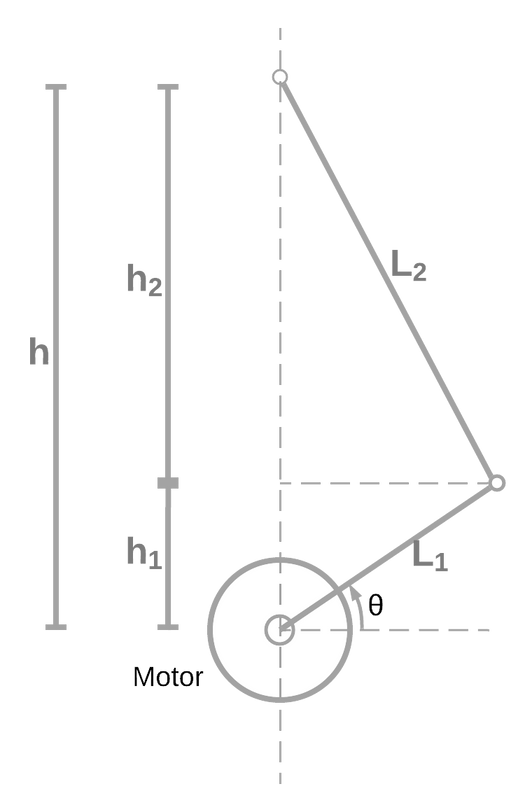 L₂
h₂
h
h₁
L₁
θ
Motor